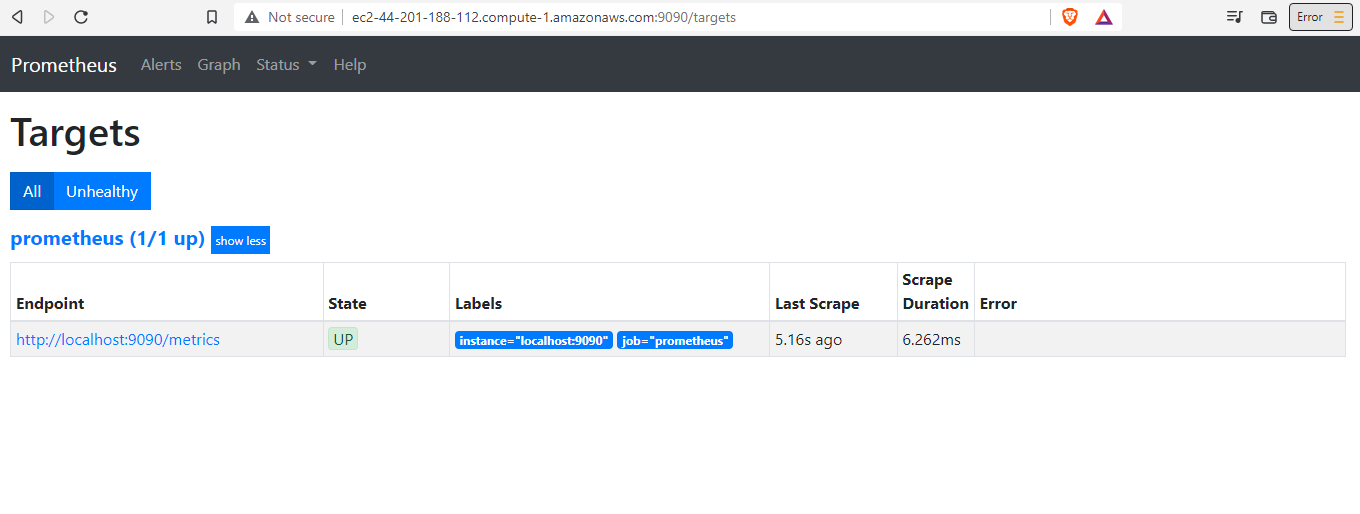 Not secure ec2-44-201-188-112.compute-1.amazonaws.com:9090/targets Error
Prometheus Alerts Graph Status Help
Targets
All Unhealthy
prometheus (1/1 up) show less
Endpoint State Labels Last Scrape Scrape Duration Error
http://localhost:9090/metrics UP instance="localhost:9090" job="prometheus" 5.16s ago 6.262ms